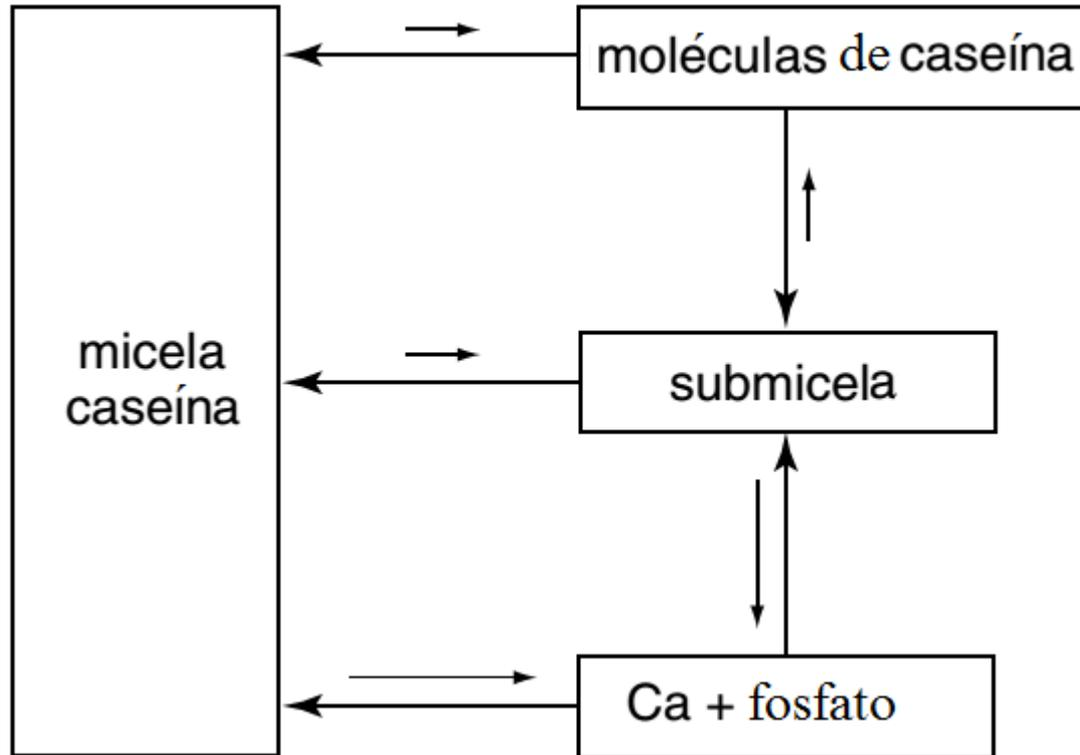 moléculas de caseína
micela
caseína
submicela
Ca + fosfato